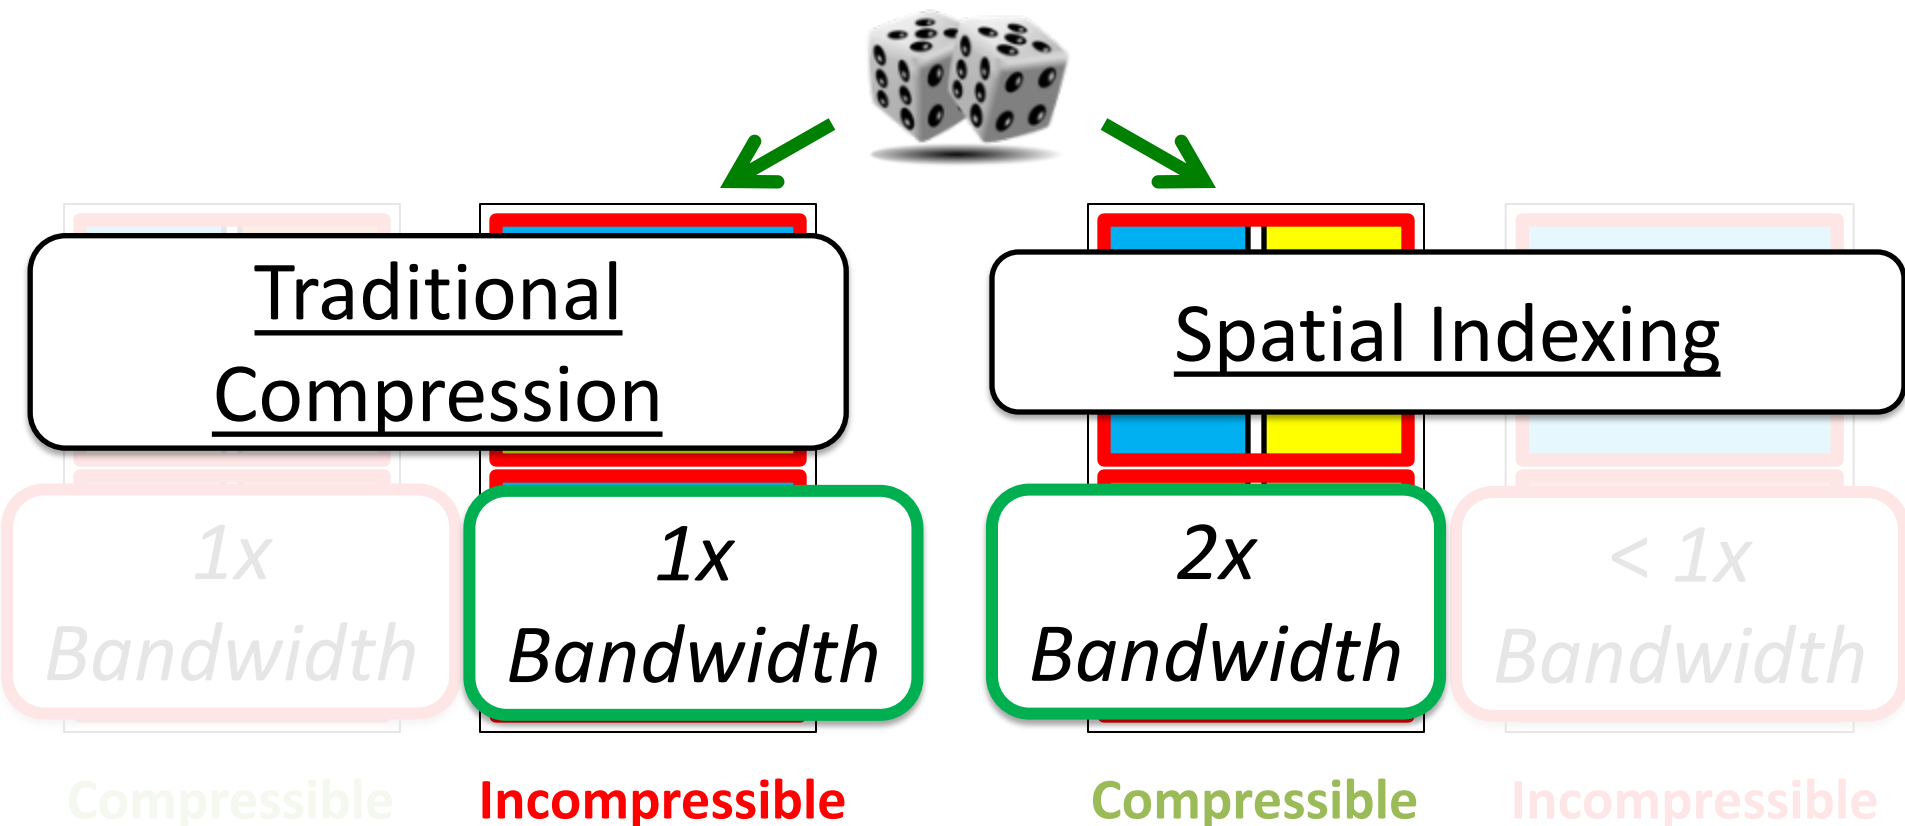 Traditional
Compression
Spatial Indexing
1x
Bandwidth
1x
Bandwidth
2x
Bandwidth
< 1x
Bandwidth
Compressible
Incompressible
Compressible
Incompressible